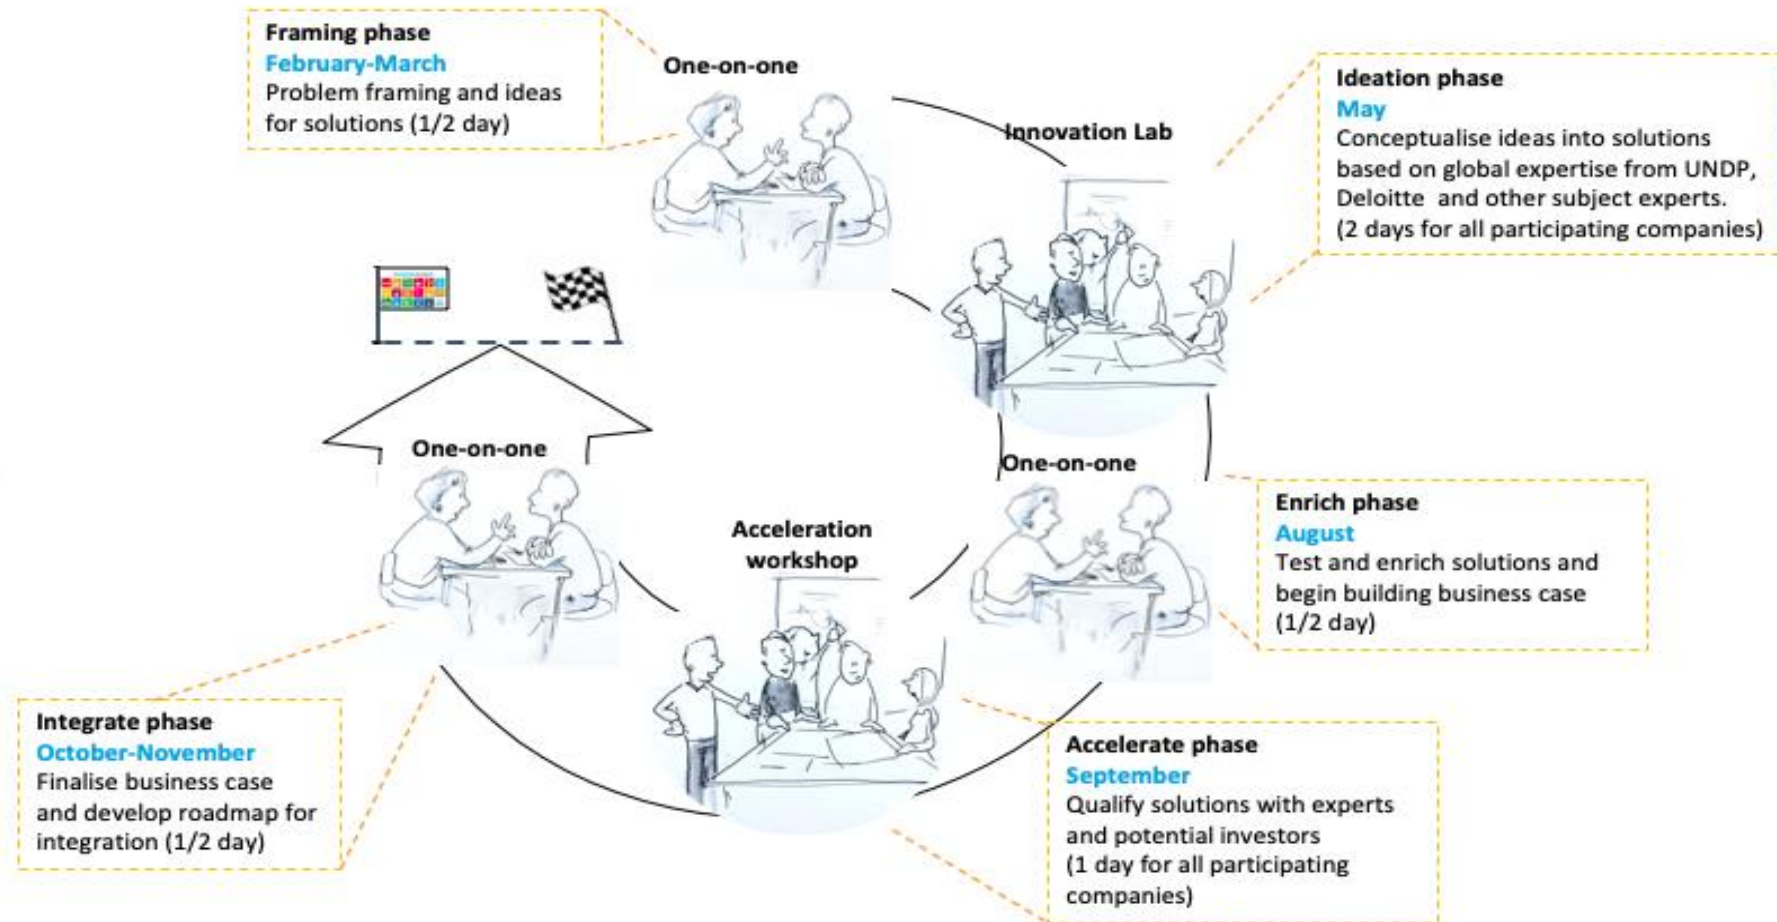 Framing phase
February-March
Problem framing and ideas
for solutions (1/2 day)
One-on-one
Innovation Lab
Ideation phase
May
Conceptualise ideas into solutions
based on global expertise from UNDP,
Deloitte and other subject experts.
(2 days for all participating companies)
One-on-one
Enrich phase
August
Test and enrich solutions and
begin building business case
(1/2 day)
Acceleration
workshop
Accelerate phase
September
Qualify solutions with experts
and potential investors
(1 day for all participating
companies)
One-on-one
Integrate phase
October-November
Finalise business case
and develop roadmap for
integration (1/2 day)